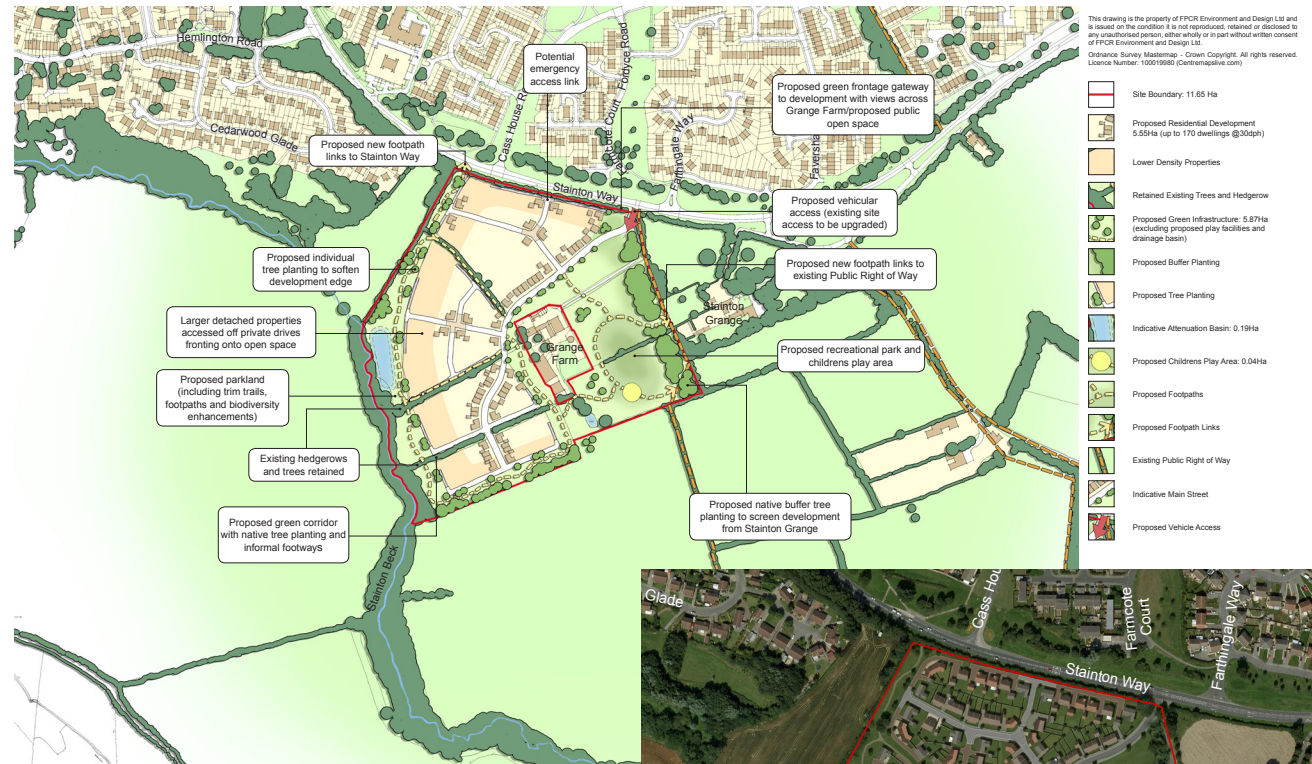 Hemlington Road
Cedarwood Glade
Cass House R
Farmcote Court
Foldyce Road
Farthingale Way
Faversha
Stainton Way
Potential
emergency
access link
Proposed green frontage gateway
to development with views across
Grange Farm/proposed public
open space
Proposed new footpath
links to Stainton Way
Proposed vehicular
access (existing site
access to be upgraded)
Proposed individual
tree planting to soften
development edge
Proposed new footpath links to
existing Public Right of Way
Stainton
Grange
Larger detached properties
accessed off private drives
fronting onto open space
Grange
Farm
Proposed recreational park and
childrens play area
Proposed parkland
(including trim trails,
footpaths and biodiversity
enhancements)
Existing hedgerows
and trees retained
Proposed green corridor
with native tree planting and
informal footways
Proposed native buffer tree
planting to screen development
from Stainton Grange
Stainton Beck
This drawing is the property of FPCR Environment and Design Ltd and
is issued on the condition it is not reproduced, retained or disclosed to
any unauthorised person, either wholly or in part without written consent
of FPCR Environment and Design Ltd.
Ordnance Survey Mastermap - Crown Copyright. All rights reserved.
Licence Number: 100019980 (Centremapslive.com)
Site Boundary: 11.65 Ha
Proposed Residential Development
5.55Ha (up to 170 dwellings @30dph)
Lower Density Properties
Retained Existing Trees and Hedgerow
Proposed Green Infrastructure: 5.87Ha
(excluding proposed play facilities and
drainage basin)
Proposed Buffer Planting
Proposed Tree Planting
Indicative Attenuation Basin: 0.19Ha
Proposed Childrens Play Area: 0.04Ha
Proposed Footpaths
Proposed Footpath Links
Existing Public Right of Way
Indicative Main Street
Proposed Vehicle Access
Glade
Cass Hou
Farmcote
Court
Farthingale Way
Stainton Way